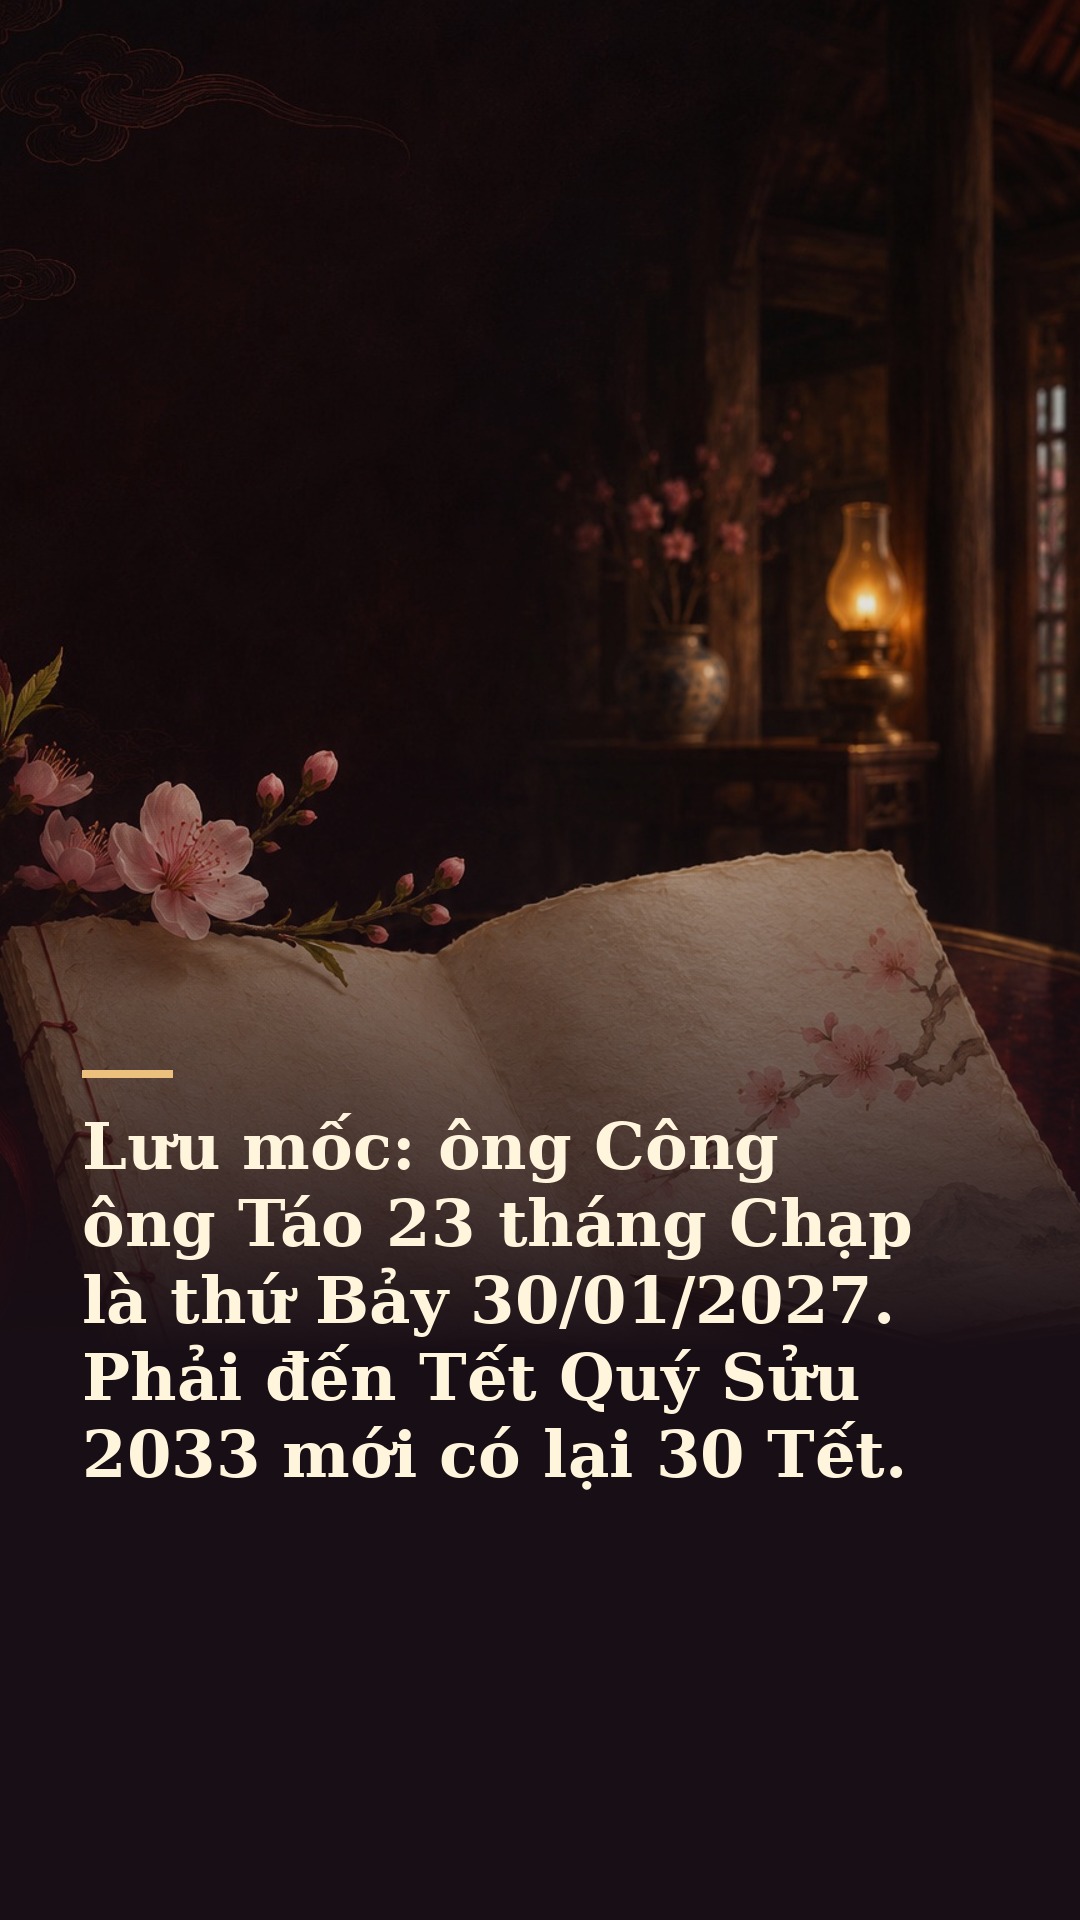 Lưu mốc: ông Công
ông Táo 23 tháng Chạp
là thứ Bảy 30/01/2027.
Phải đến Tết Quý Sửu
2033 mới có lại 30 Tết.